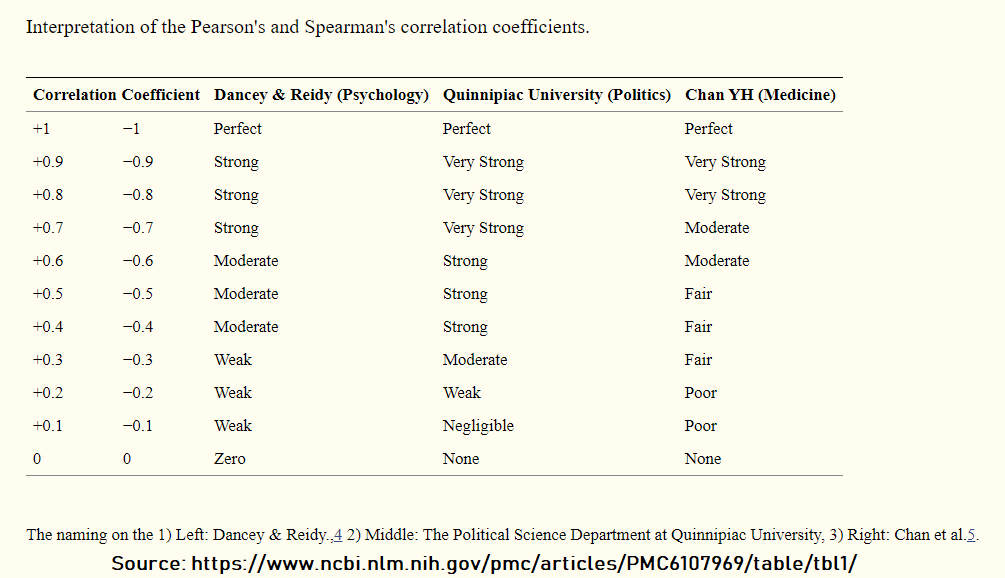 Interpretation of the Pearson's and Spearman's correlation coefficients.
Correlation Coefficient Dancey & Reidy (Psychology) Quinnipiac University (Politics) Chan YH (Medicine)
+1 −1 Perfect Perfect Perfect
+0.9 −0.9 Strong Very Strong Very Strong
+0.8 −0.8 Strong Very Strong Very Strong
+0.7 −0.7 Strong Very Strong Moderate
+0.6 −0.6 Moderate Strong Moderate
+0.5 −0.5 Moderate Strong Fair
+0.4 −0.4 Moderate Strong Fair
+0.3 −0.3 Weak Moderate Fair
+0.2 −0.2 Weak Weak Poor
+0.1 −0.1 Weak Negligible Poor
0 0 Zero None None
The naming on the 1) Left: Dancey & Reidy.,4 2) Middle: The Political Science Department at Quinnipiac University, 3) Right: Chan et al.5.
Source: https://www.ncbi.nlm.nih.gov/pmc/articles/PMC6107969/table/tbl1/